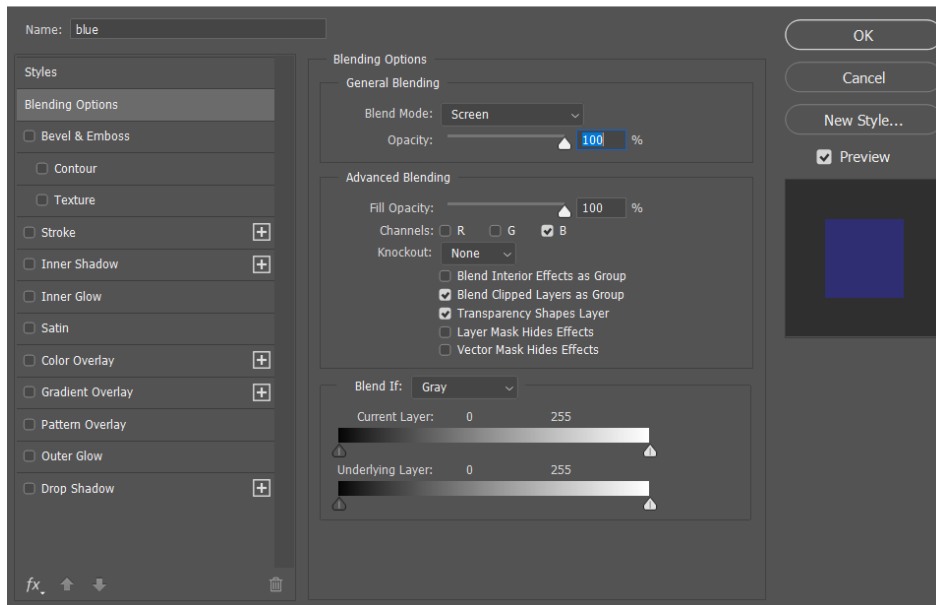 Name: blue
Styles
Blending Options
Bevel & Emboss
Contour
Texture
Stroke
Inner Shadow
Inner Glow
Satin
Color Overlay
Gradient Overlay
Pattern Overlay
Outer Glow
Drop Shadow
fx
Blending Options
General Blending
Blend Mode: Screen
Opacity: 100 %
Advanced Blending
Fill Opacity: 100 %
Channels: R G B
Knockout: None
Blend Interior Effects as Group
Blend Clipped Layers as Group
Transparency Shapes Layer
Layer Mask Hides Effects
Vector Mask Hides Effects
Blend If: Gray
Current Layer: 0 255
Underlying Layer: 0 255
OK
Cancel
New Style...
Preview